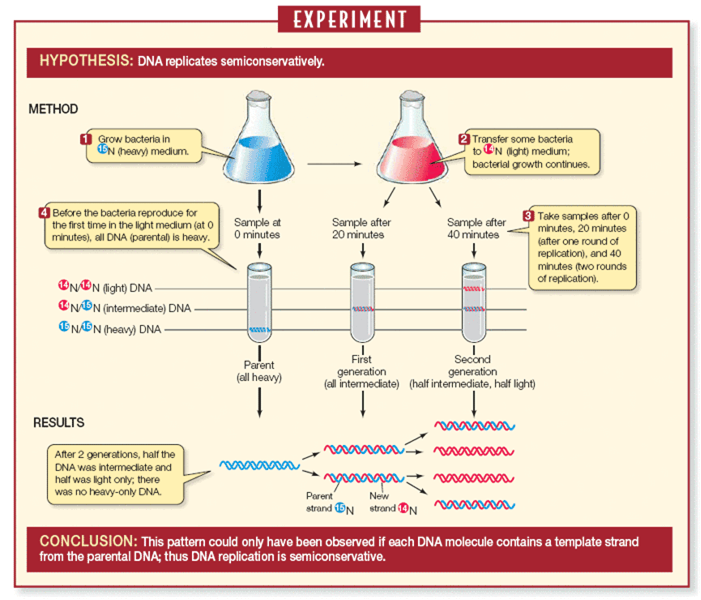 EXPERIMENT
HYPOTHESIS: DNA replicates semiconservatively.
METHOD
1 Grow bacteria in
15N (heavy) medium.
2 Transfer some bacteria
to 14N (light) medium;
bacterial growth continues.
4 Before the bacteria reproduce for
the first time in the light medium (at 0
minutes), all DNA (parental) is heavy.
Sample at
0 minutes
Sample after
20 minutes
Sample after
40 minutes
3 Take samples after 0
minutes, 20 minutes
(after one round of
replication), and 40
minutes (two rounds
of replication).
14N/14N (light) DNA
14N/15N (intermediate) DNA
15N/15N (heavy) DNA
Parent
(all heavy)
First
generation
(all intermediate)
Second
generation
(half intermediate, half light)
RESULTS
After 2 generations, half the
DNA was intermediate and
half was light only; there
was no heavy-only DNA.
Parent
strand 15N
New
strand 14N
CONCLUSION: This pattern could only have been observed if each DNA molecule contains a template strand
from the parental DNA; thus DNA replication is semiconservative.